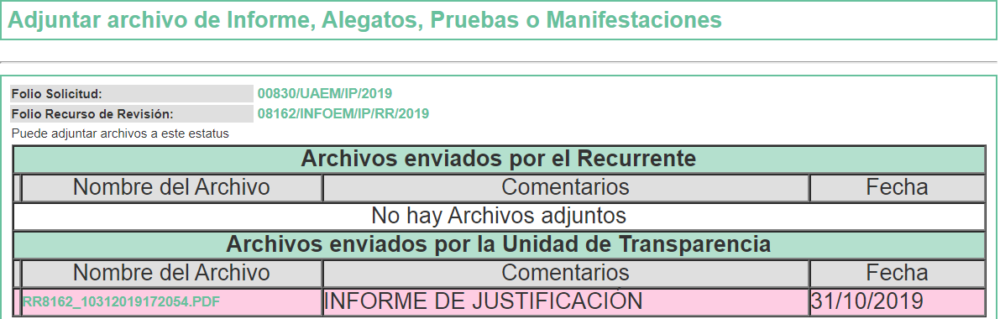 Adjuntar archivo de Informe, Alegatos, Pruebas o Manifestaciones
Folio Solicitud: 00830/UAEM/IP/2019
Folio Recurso de Revisión: 08162/INFOEM/IP/RR/2019
Puede adjuntar archivos a este estatus
Archivos enviados por el Recurrente
Nombre del Archivo Comentarios Fecha
No hay Archivos adjuntos
Archivos enviados por la Unidad de Transparencia
Nombre del Archivo Comentarios Fecha
RR8162_10312019172054.PDF INFORME DE JUSTIFICACIÓN 31/10/2019